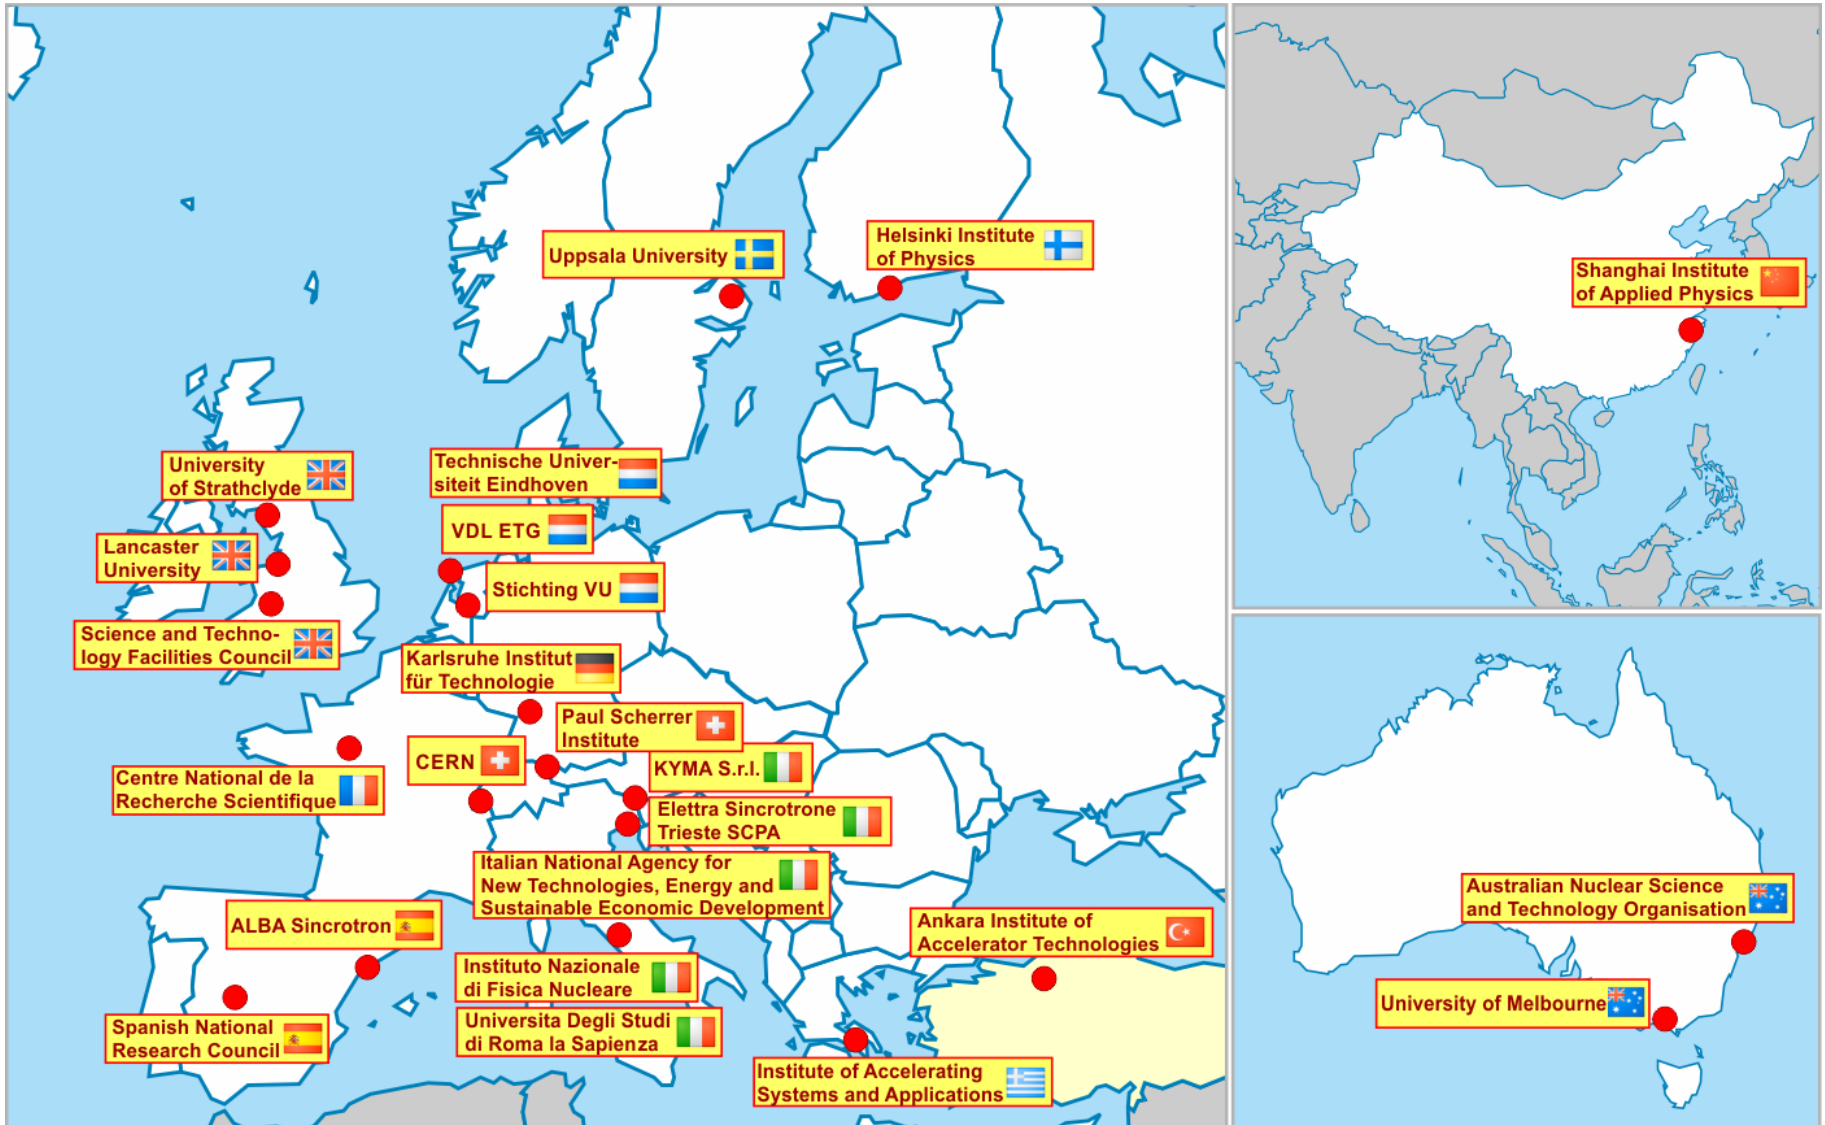 Uppsala University
Helsinki Institute
of Physics
University
of Strathclyde
Technische Univer-
siteit Eindhoven
VDL ETG
Lancaster
University
Stichting VU
Science and Techno-
logy Facilities Council
Karlsruhe Institut
für Technologie
Paul Scherrer
Institute
CERN
KYMA S.r.l.
Centre National de la
Recherche Scientifique
Elettra Sincrotrone
Trieste SCPA
Italian National Agency for
New Technologies, Energy and
Sustainable Economic Development
ALBA Sincrotron
Ankara Institute of
Accelerator Technologies
Instituto Nazionale
di Fisica Nucleare
Spanish National
Research Council
Universita Degli Studi
di Roma la Sapienza
Institute of Accelerating
Systems and Applications
Shanghai Institute
of Applied Physics
Australian Nuclear Science
and Technology Organisation
University of Melbourne